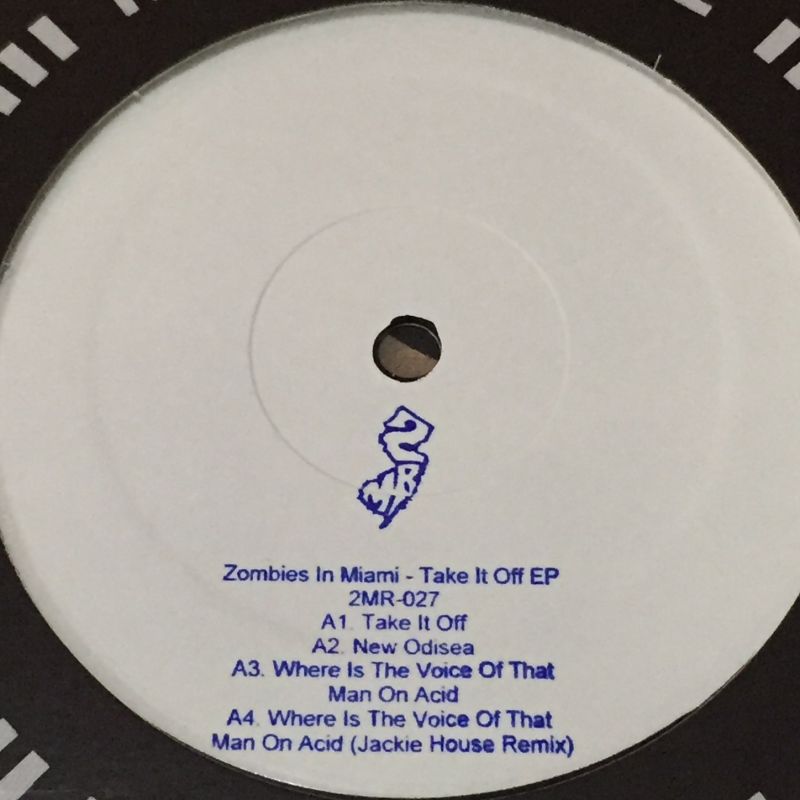 2
MR
Zombies In Miami - Take It Off EP
2MR-027
A1. Take It Off
A2. New Odisea
A3. Where Is The Voice Of That
Man On Acid
A4. Where Is The Voice Of That
Man On Acid (Jackie House Remix)